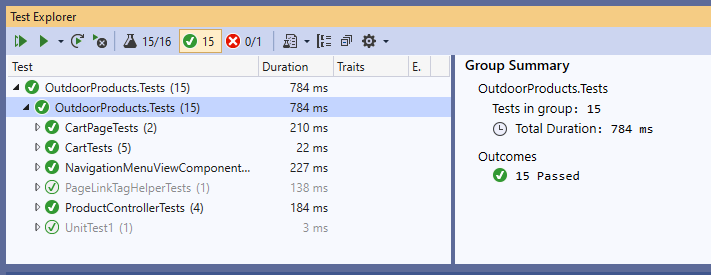 Test Explorer
15/16 15 0/1
Test Duration Traits E.
OutdoorProducts.Tests (15) 784 ms
OutdoorProducts.Tests (15) 784 ms
CartPageTests (2) 210 ms
CartTests (5) 22 ms
NavigationMenuViewComponent... 227 ms
PageLinkTagHelperTests (1) 138 ms
ProductControllerTests (4) 184 ms
UnitTest1 (1) 3 ms
Group Summary
OutdoorProducts.Tests
Tests in group: 15
Total Duration: 784 ms
Outcomes
15 Passed